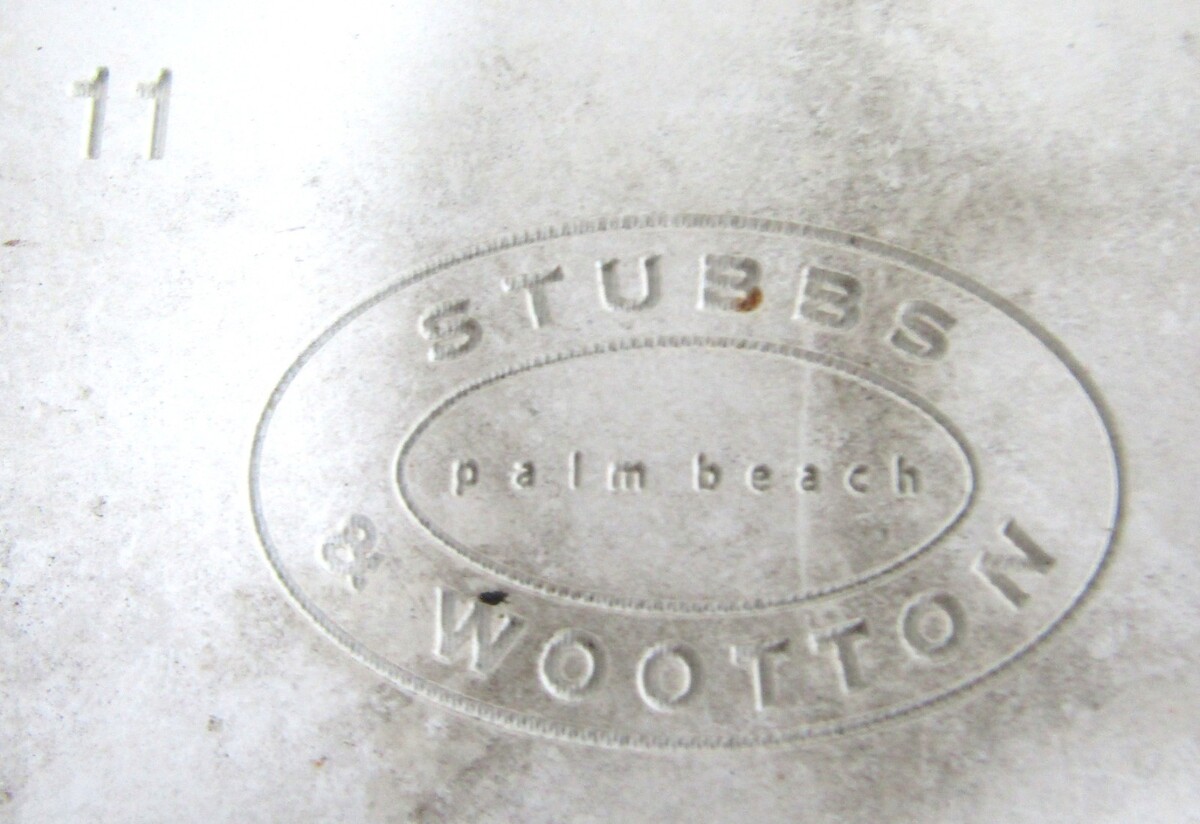 11
STUBBS
palm beach
& WOOTTON